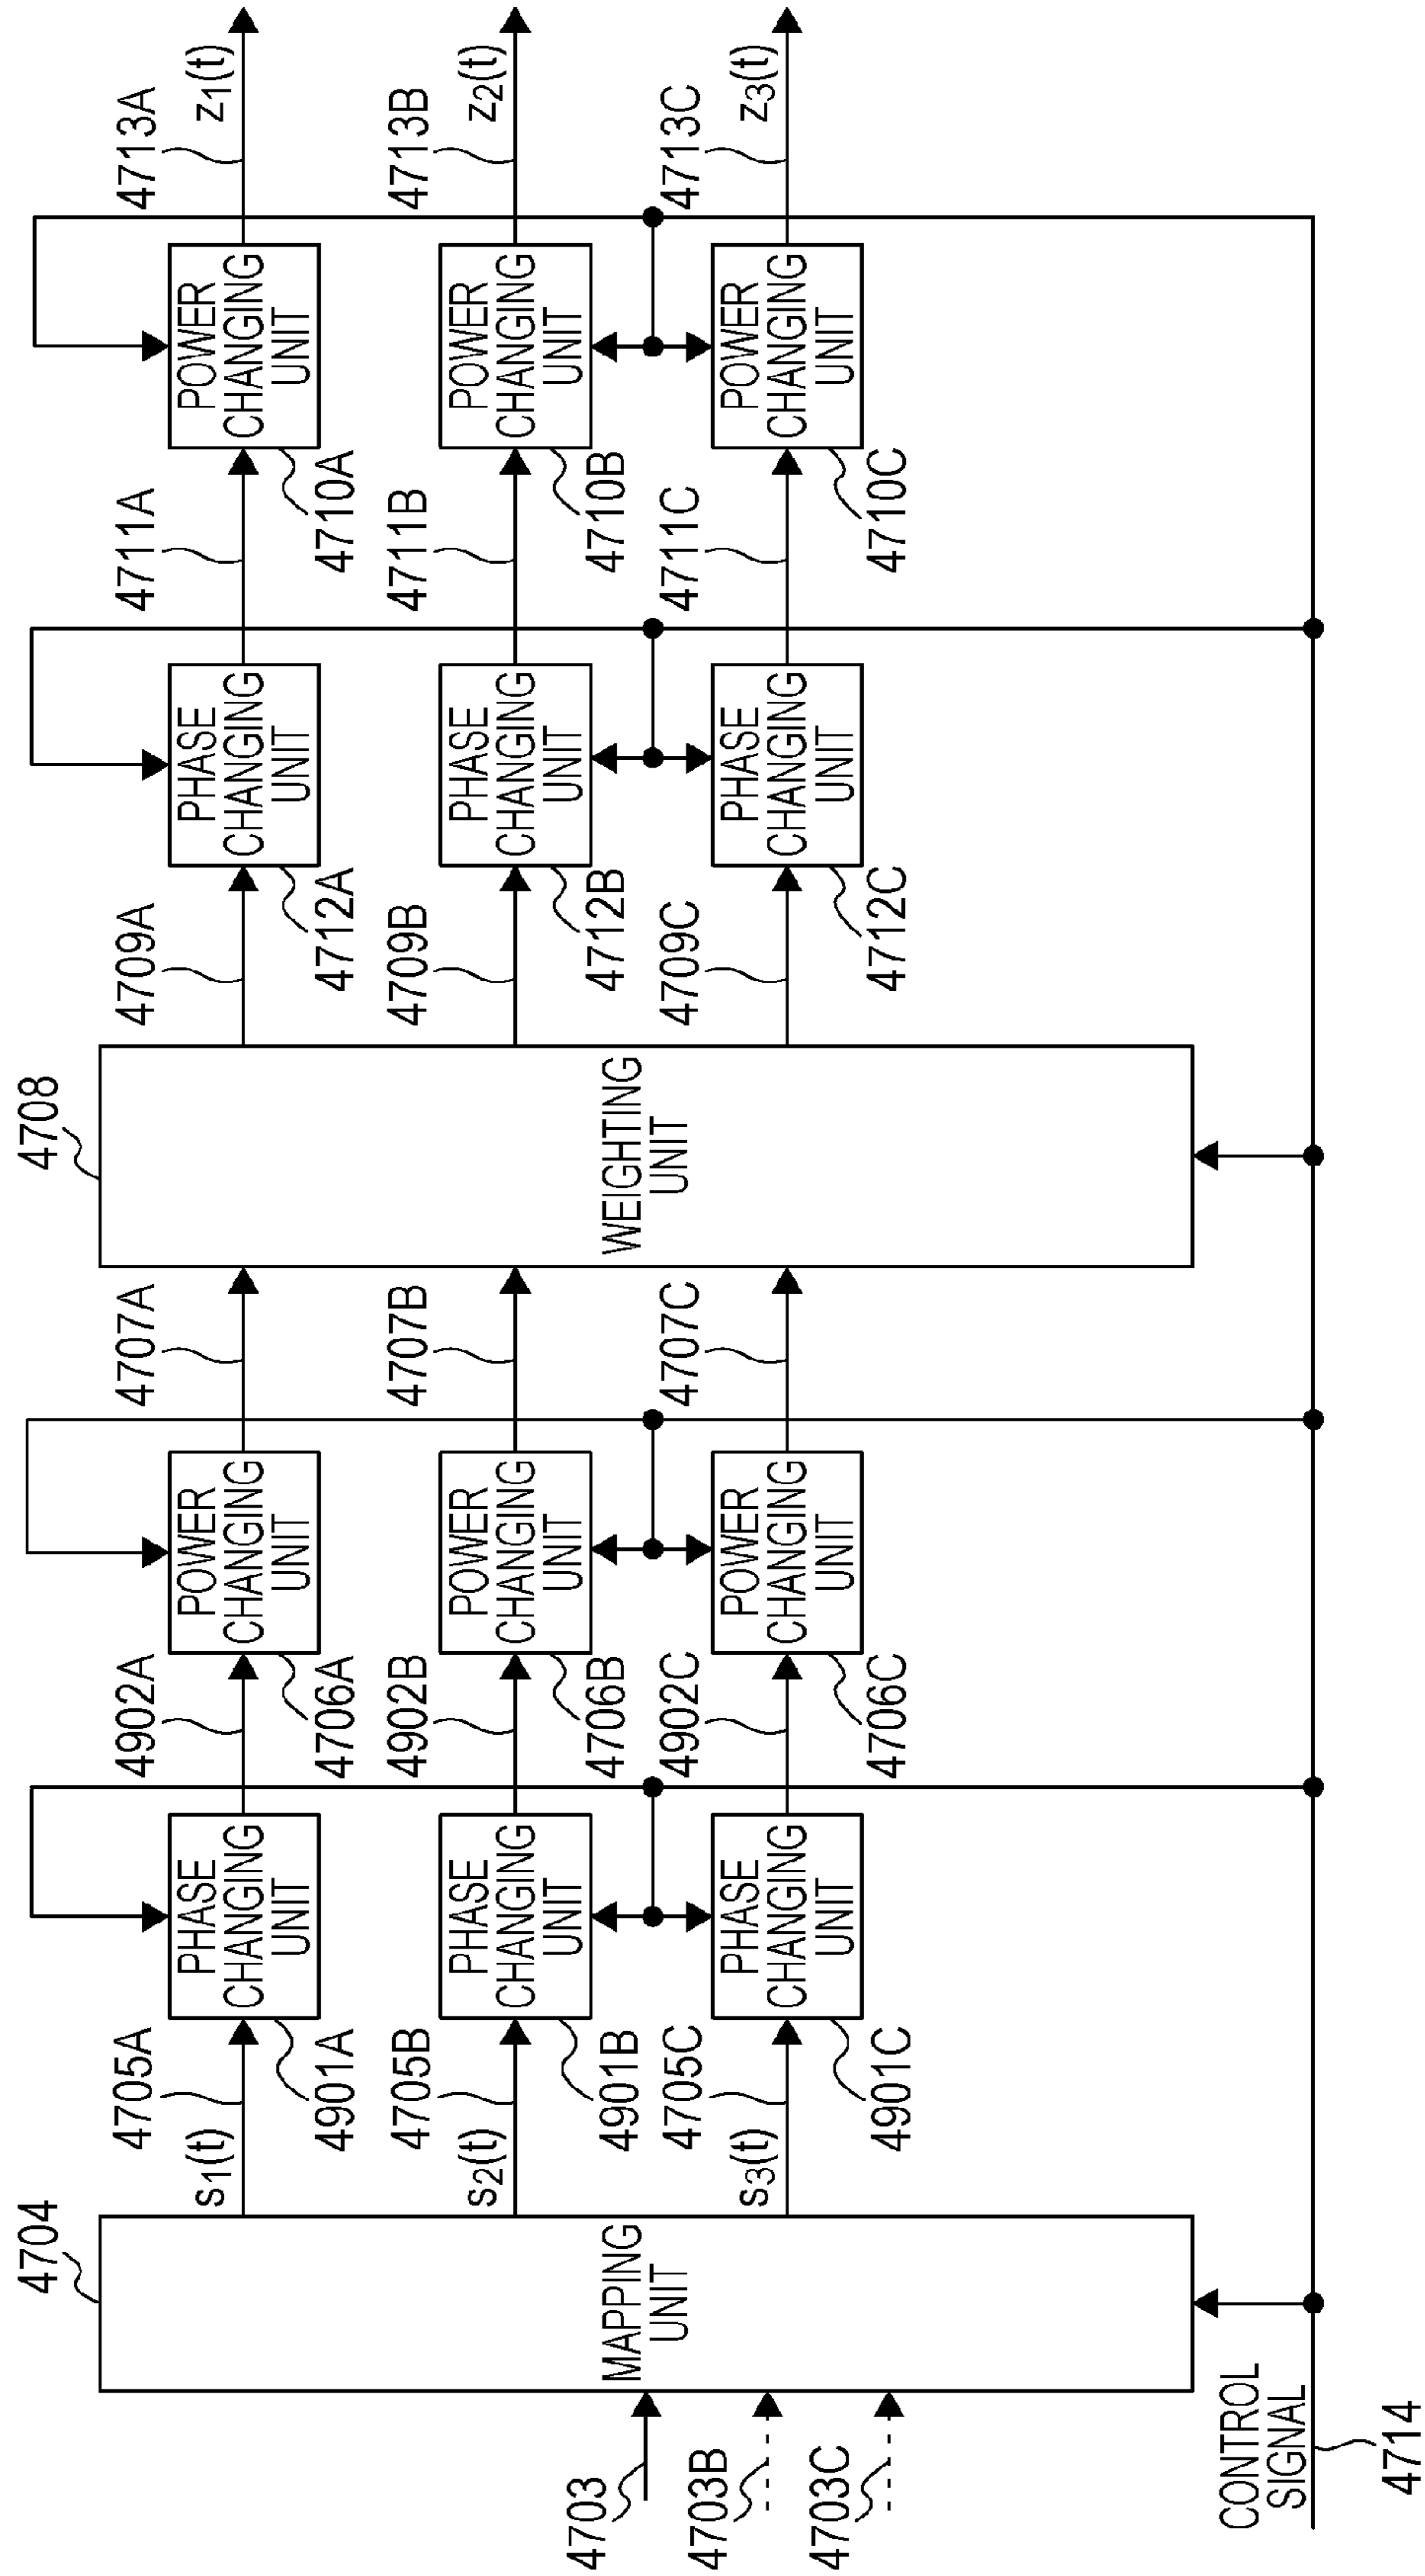 4704
4708
4705A
4902A
4707A
4709A
4711A
4713A
s1(t)
z1(t)
PHASE
CHANGING
UNIT
POWER
CHANGING
UNIT
PHASE
CHANGING
UNIT
POWER
CHANGING
UNIT
4901A
4706A
4712A
4710A
4705B
4902B
4707B
4709B
4711B
4713B
s2(t)
z2(t)
PHASE
CHANGING
UNIT
POWER
CHANGING
UNIT
PHASE
CHANGING
UNIT
POWER
CHANGING
UNIT
4901B
4706B
4712B
4710B
4703
MAPPING
UNIT
WEIGHTING
UNIT
4703B
4705C
4902C
4707C
4709C
4711C
4713C
s3(t)
z3(t)
PHASE
CHANGING
UNIT
POWER
CHANGING
UNIT
PHASE
CHANGING
UNIT
POWER
CHANGING
UNIT
4703C
4901C
4706C
4712C
4710C
CONTROL
SIGNAL
4714